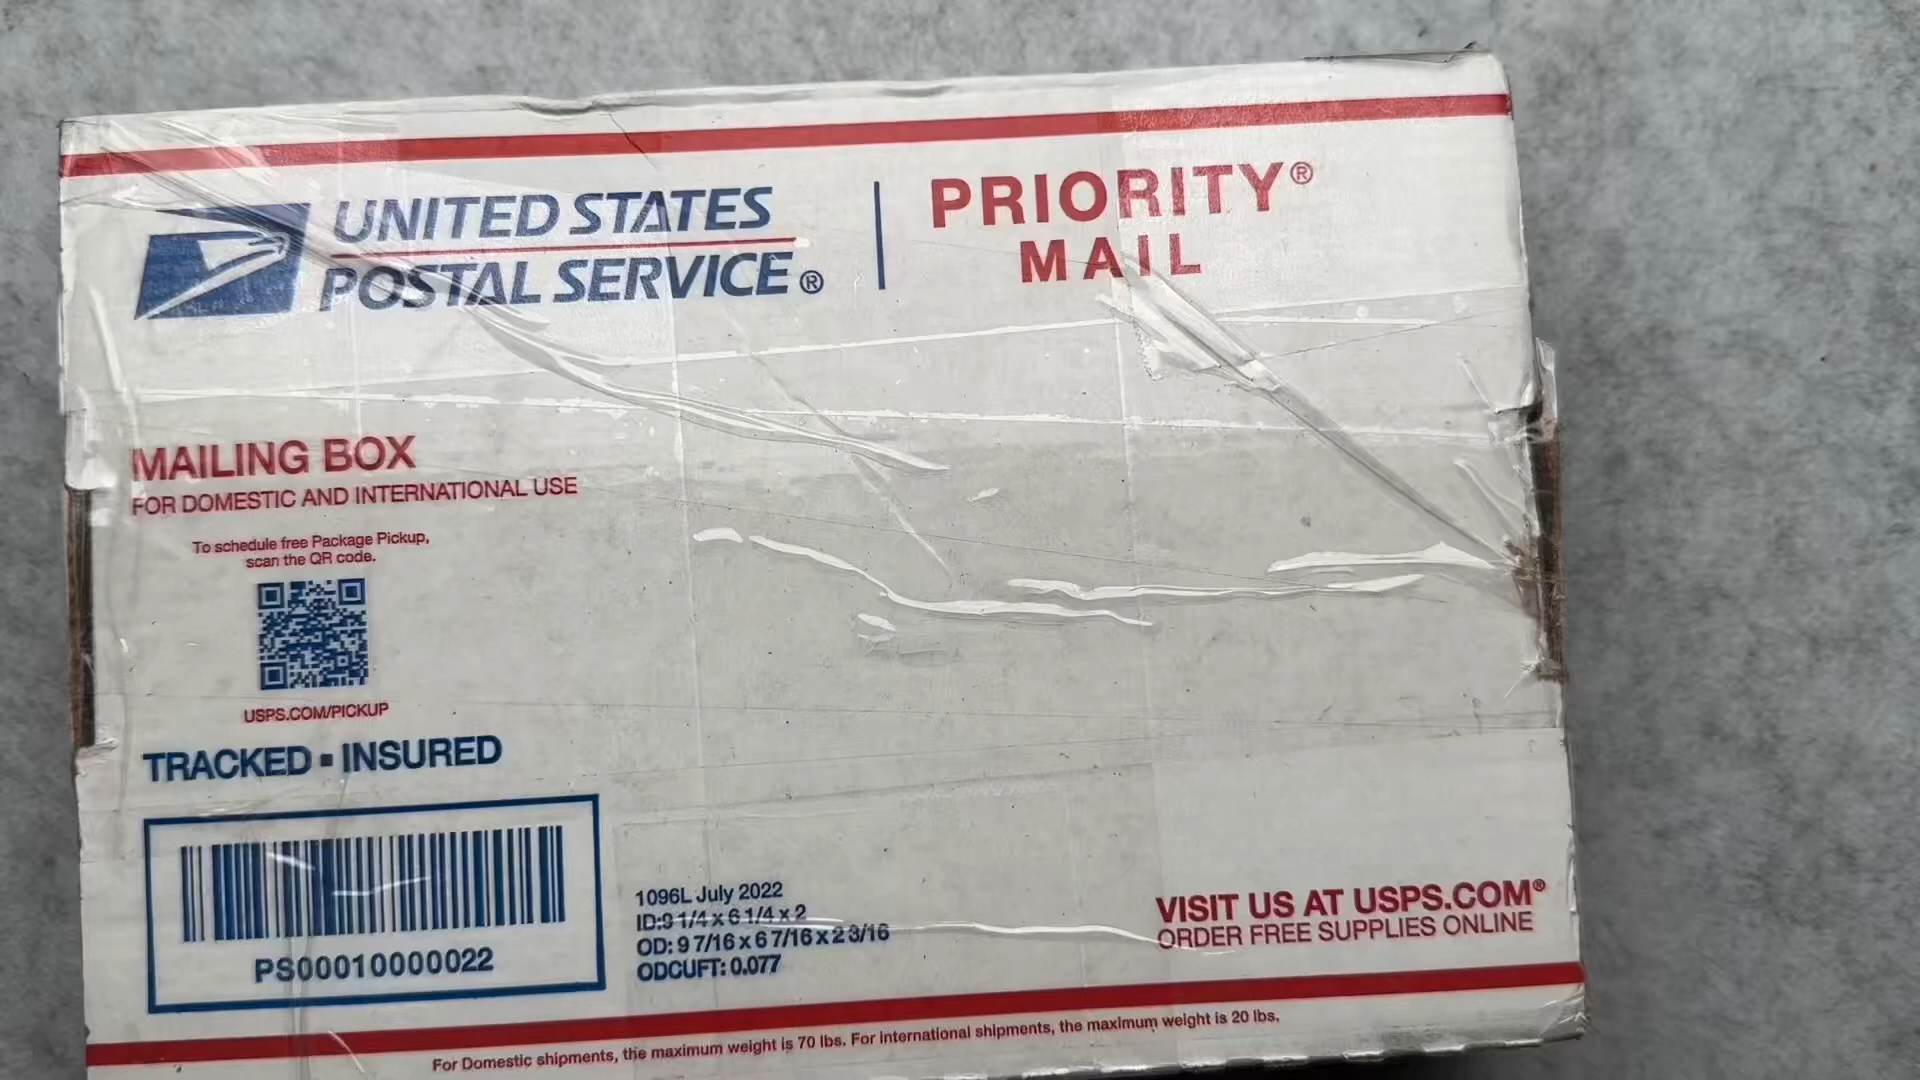 UNITED STATES
POSTAL SERVICE®
PRIORITY®
MAIL
MAILING BOX
FOR DOMESTIC AND INTERNATIONAL USE
To schedule free Package Pickup,
scan the QR code.
USPS.COM/PICKUP
TRACKED ▪ INSURED
PS00010000022
1096L July 2022
ID:9 1/4 x 6 1/4 x 2
OD: 9 7/16 x 6 7/16 x 2 3/16
ODCUFT: 0.077
VISIT US AT USPS.COM®
ORDER FREE SUPPLIES ONLINE
For Domestic shipments, the maximum weight is 70 lbs. For international shipments, the maximum weight is 20 lbs.